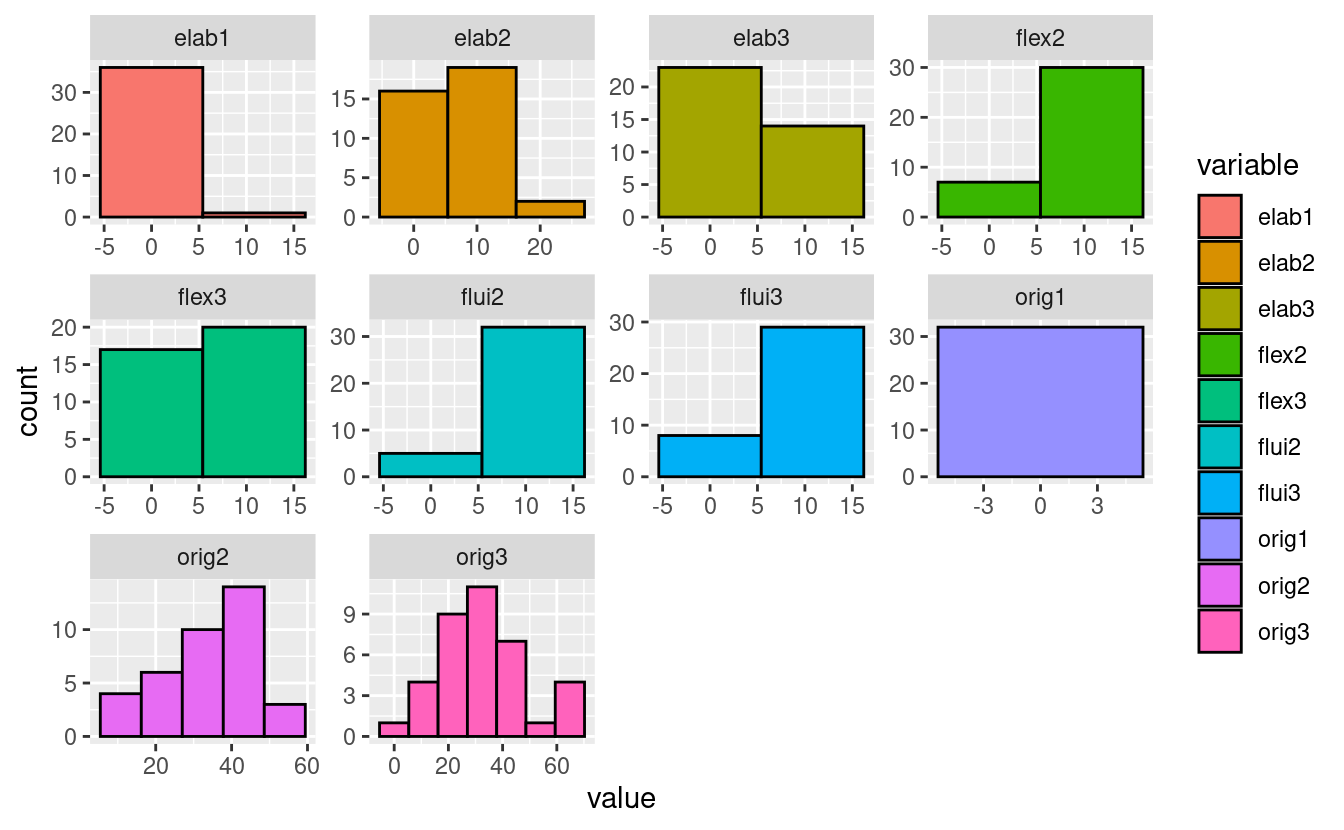 elab1 elab2 elab3 flex2
30 20 10 0
15 10 5 0
20 15 10 5 0
30 20 10 0
-5 0 5 10 15
0 10 20
-5 0 5 10 15
-5 0 5 10 15
flex3 flui2 flui3 orig1
20 15 10 5 0
30 20 10 0
30 20 10 0
30 20 10 0
-5 0 5 10 15
-5 0 5 10 15
-5 0 5 10 15
-3 0 3
orig2 orig3
10 5 0
9 6 3 0
20 40 60
0 20 40 60
count
value
variable
elab1
elab2
elab3
flex2
flex3
flui2
flui3
orig1
orig2
orig3